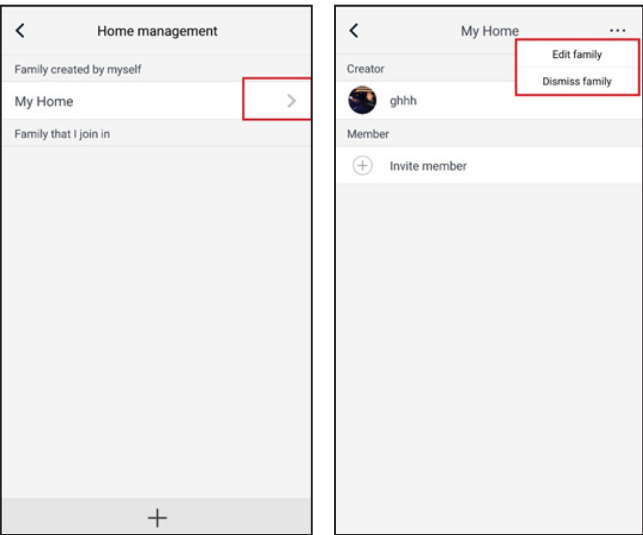 Home management
Family created by myself
My Home
Family that I join in
My Home
Edit family
Dismiss family
Creator
ghhh
Member
Invite member